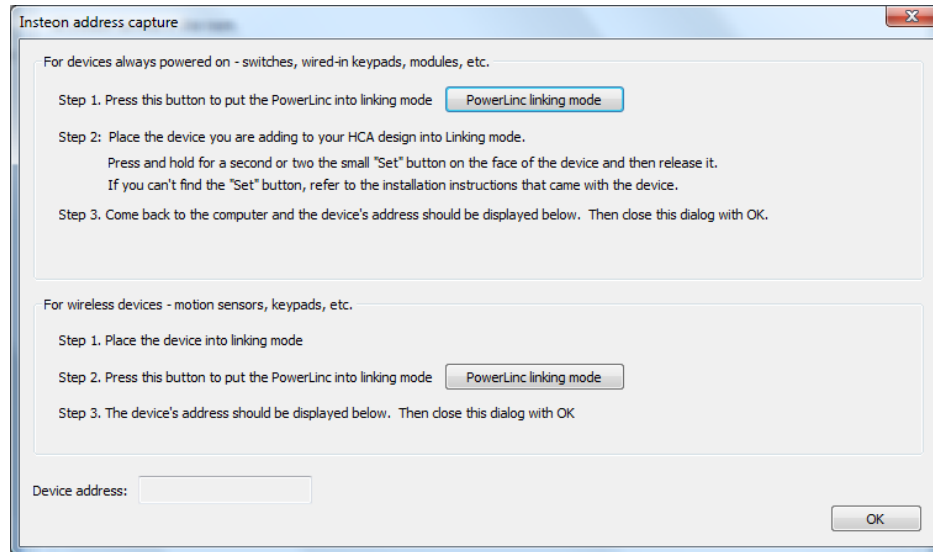 Insteon address capture
For devices always powered on - switches, wired-in keypads, modules, etc.
Step 1. Press this button to put the PowerLinc into linking mode PowerLinc linking mode
Step 2: Place the device you are adding to your HCA design into Linking mode.
Press and hold for a second or two the small "Set" button on the face of the device and then release it.
If you can't find the "Set" button, refer to the installation instructions that came with the device.
Step 3. Come back to the computer and the device's address should be displayed below. Then close this dialog with OK.
For wireless devices - motion sensors, keypads, etc.
Step 1. Place the device into linking mode
Step 2. Press this button to put the PowerLinc into linking mode PowerLinc linking mode
Step 3. The device's address should be displayed below. Then close this dialog with OK
Device address:
OK